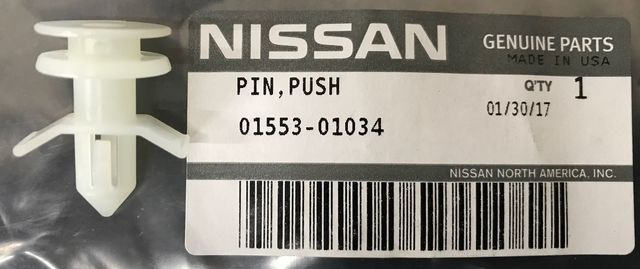 NISSAN
GENUINE PARTS
MADE IN USA
PIN,PUSH
Q'TY 1
01/30/17
01553-01034
NISSAN NORTH AMERICA, INC.